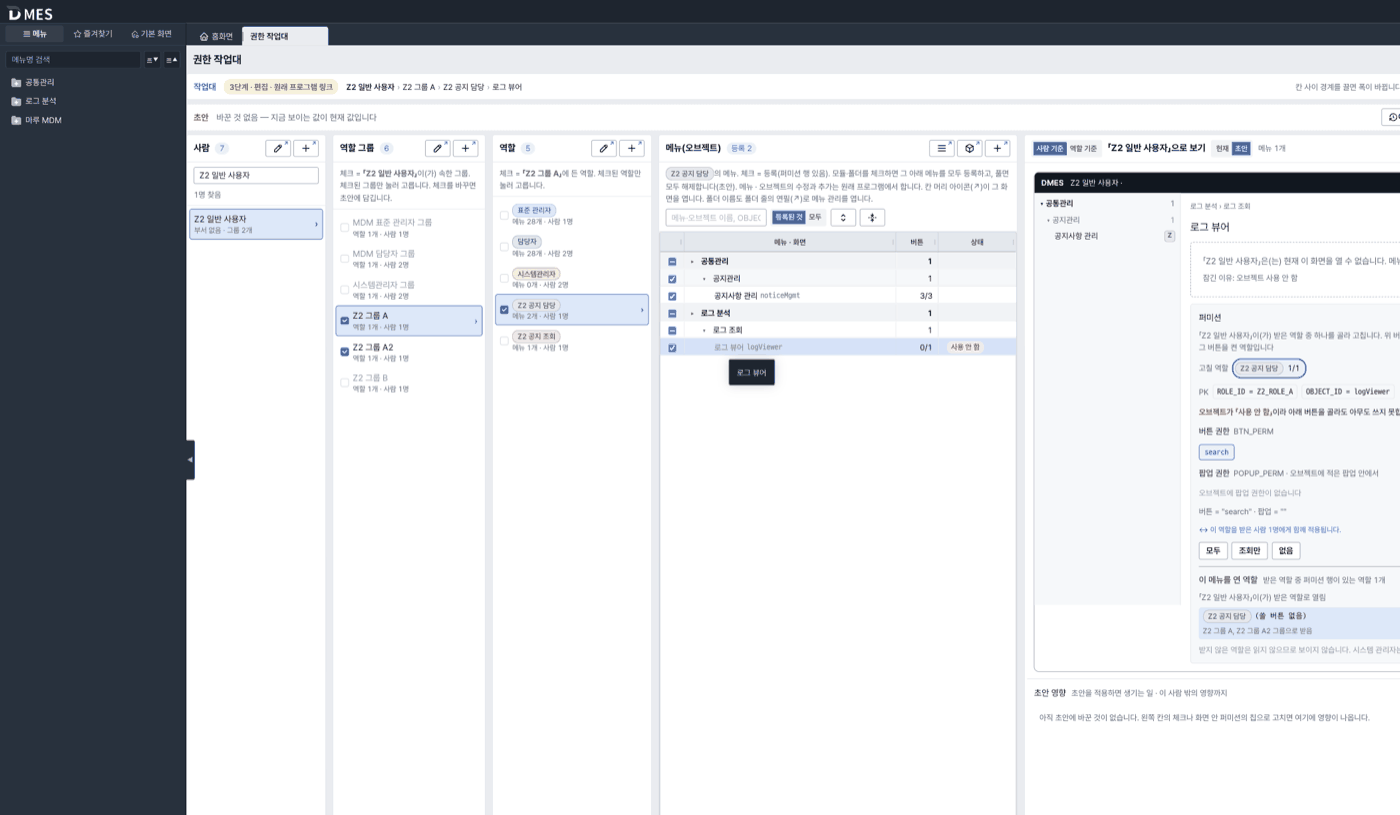 DMES
메뉴
즐겨찾기
기본 화면
홈화면
권한 작업대
메뉴명 검색
공통관리
로그 분석
마루 MDM
권한 작업대
작업대
3단계 · 편집 · 원래 프로그램 링크
Z2 일반 사용자 › Z2 그룹 A › Z2 공지 담당 › 로그 뷰어
칸 사이 경계를 끌면 폭이 바뀝니다
초안 바꾼 것 없음 — 지금 보이는 값이 현재 값입니다
사람 7
Z2 일반 사용자
1명 찾음
Z2 일반 사용자
부서 없음 · 그룹 2개
역할 그룹 6
체크 = 『Z2 일반 사용자』이(가) 속한 그룹.
체크된 그룹만 눌러 고릅니다. 체크를 바꾸면
초안에 담깁니다.
MDM 표준 관리자 그룹
역할 1개 · 사람 1명
MDM 담당자 그룹
역할 1개 · 사람 2명
시스템관리자 그룹
역할 1개 · 사람 2명
Z2 그룹 A
역할 1개 · 사람 1명
Z2 그룹 A2
역할 1개 · 사람 1명
Z2 그룹 B
역할 1개 · 사람 1명
역할 5
체크 = 『Z2 그룹 A』에 든 역할. 체크된 역할만
눌러 고릅니다.
표준 관리자
메뉴 28개 · 사람 1명
담당자
메뉴 28개 · 사람 2명
시스템관리자
메뉴 0개 · 사람 2명
Z2 공지 담당
메뉴 2개 · 사람 1명
Z2 공지 조회
메뉴 1개 · 사람 1명
메뉴(오브젝트) 등록 2
Z2 공지 담당 의 메뉴. 체크 = 등록(퍼미션 행 있음). 모듈·폴더를 체크하면 그 아래 메뉴를 모두 등록하고, 풀면
모두 해제합니다(초안). 메뉴 · 오브젝트의 수정과 추가는 원래 프로그램에서 합니다. 칸 머리 아이콘(↗)이 그 화
면을 엽니다. 폴더 이름도 폴더 줄의 연필(↗)로 메뉴 관리를 엽니다.
메뉴·오브젝트 이름, OBJEC
등록된 것 모두
메뉴 · 화면 버튼 상태
공통관리 1
공지관리 1
공지사항 관리 noticeMgmt 3/3
로그 분석 1
로그 조회 1
로그 뷰어 logViewer 0/1 사용 안 함
로그 뷰어
사람 기준 역할 기준 『Z2 일반 사용자』으로 보기 현재 초안 메뉴 1개
DMES Z2 일반 사용자 ·
공통관리 1
공지관리 1
공지사항 관리 Z
로그 분석 › 로그 조회
로그 뷰어
『Z2 일반 사용자』은(는) 현재 이 화면을 열 수 없습니다. 메뉴
잠긴 이유: 오브젝트 사용 안 함
퍼미션
『Z2 일반 사용자』이(가) 받은 역할 중 하나를 골라 고칩니다. 위 버
그 버튼을 켠 역할입니다
고칠 역할 Z2 공지 담당 1/1
PK ROLE_ID = Z2_ROLE_A OBJECT_ID = logViewer
오브젝트가 『사용 안 함』이라 아래 버튼을 골라도 아무도 쓰지 못합
버튼 권한 BTN_PERM
search
팝업 권한 POPUP_PERM · 오브젝트에 적은 팝업 안에서
오브젝트에 팝업 권한이 없습니다
버튼 = "search" · 팝업 = ""
↔ 이 역할을 받은 사람 1명에게 함께 적용됩니다.
모두 조회만 없음
이 메뉴를 연 역할 받은 역할 중 퍼미션 행이 있는 역할 1개
『Z2 일반 사용자』이(가) 받은 역할로 열림
Z2 공지 담당 (쓸 버튼 없음)
Z2 그룹 A, Z2 그룹 A2 그룹으로 받음
받지 않은 역할은 읽지 않으므로 보이지 않습니다. 시스템 관리자는
초안 영향 초안을 적용하면 생기는 일 · 이 사람 밖의 영향까지
아직 초안에 바꾼 것이 없습니다. 왼쪽 칸의 체크나 화면 안 퍼미션의 칩으로 고치면 여기에 영향이 나옵니다.